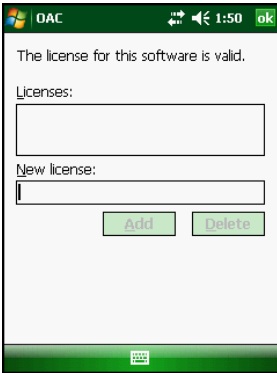 OAC 1:50 ok
The license for this software is valid.
Licenses:
New license:
Add Delete